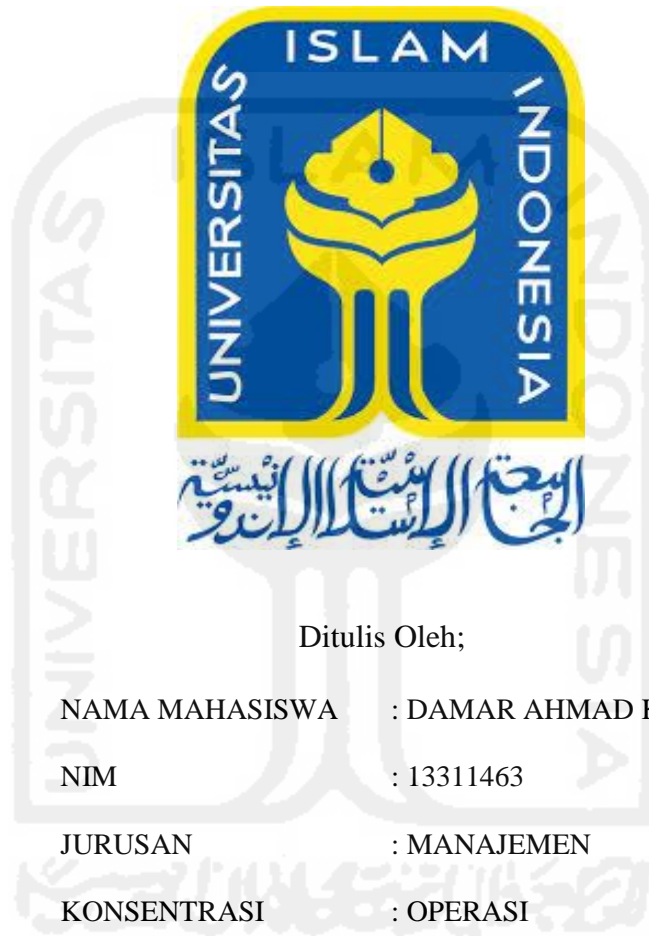 UNIVERSITAS ISLAM INDONESIA
الجامعة الإسلامية الإندونيسية
Ditulis Oleh;
NAMA MAHASISWA : DAMAR AHMAD
NIM : 13311463
JURUSAN : MANAJEMEN
KONSENTRASI : OPERASI